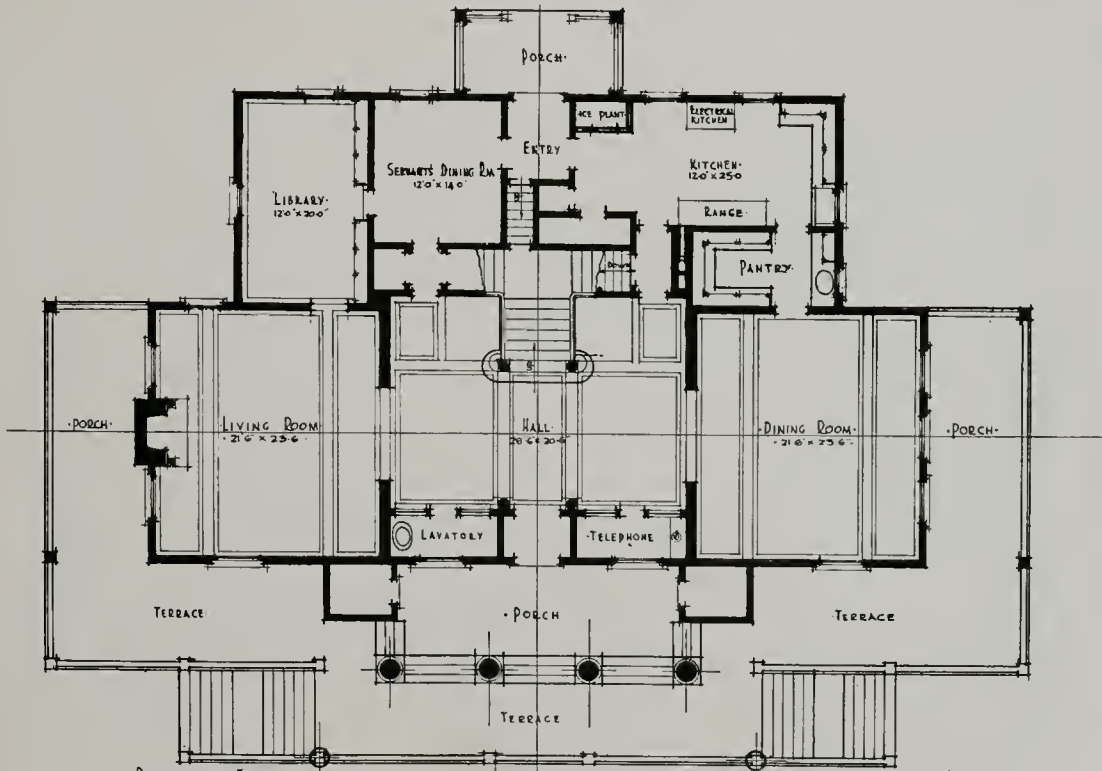 PORCH
ICE PLANT
ELECTRICAL
KITCHEN
ENTRY
SERVANTS DINING RM
12'0" x 14'0"
KITCHEN
12'0" x 25'0"
LIBRARY
12'0" x 20'0"
RANGE
DOWN
PANTRY
PORCH
LIVING ROOM
21'6" x 23'6"
HALL
DINING ROOM
21'6" x 23'6"
PORCH
LAVATORY
TELEPHONE
TERRACE
PORCH
TERRACE
TERRACE